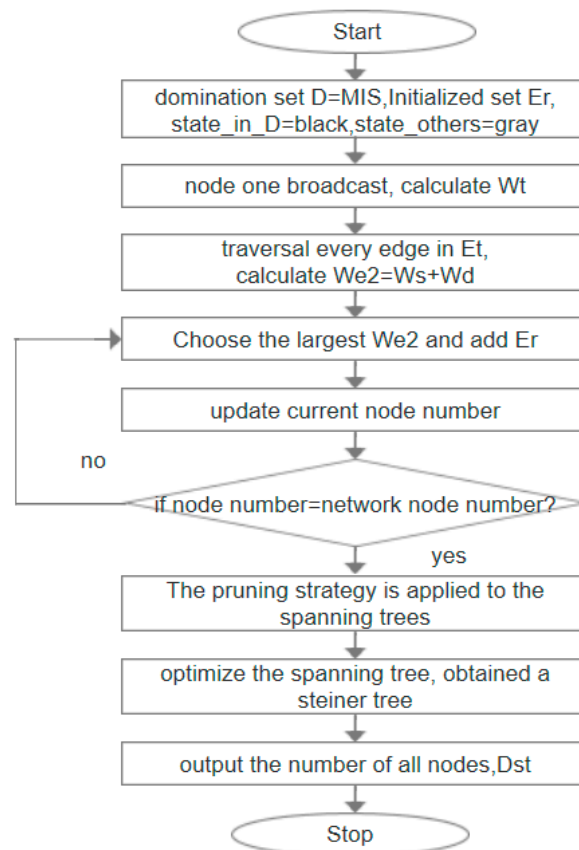 Start
domination set D=MIS,Initialized set Er,
state_in_D=black,state_others=gray
node one broadcast, calculate Wt
traversal every edge in Et,
calculate We2=Ws+Wd
Choose the largest We2 and add Er
update current node number
no
if node number=network node number?
yes
The pruning strategy is applied to the
spanning trees
optimize the spanning tree, obtained a
steiner tree
output the number of all nodes,Dst
Stop